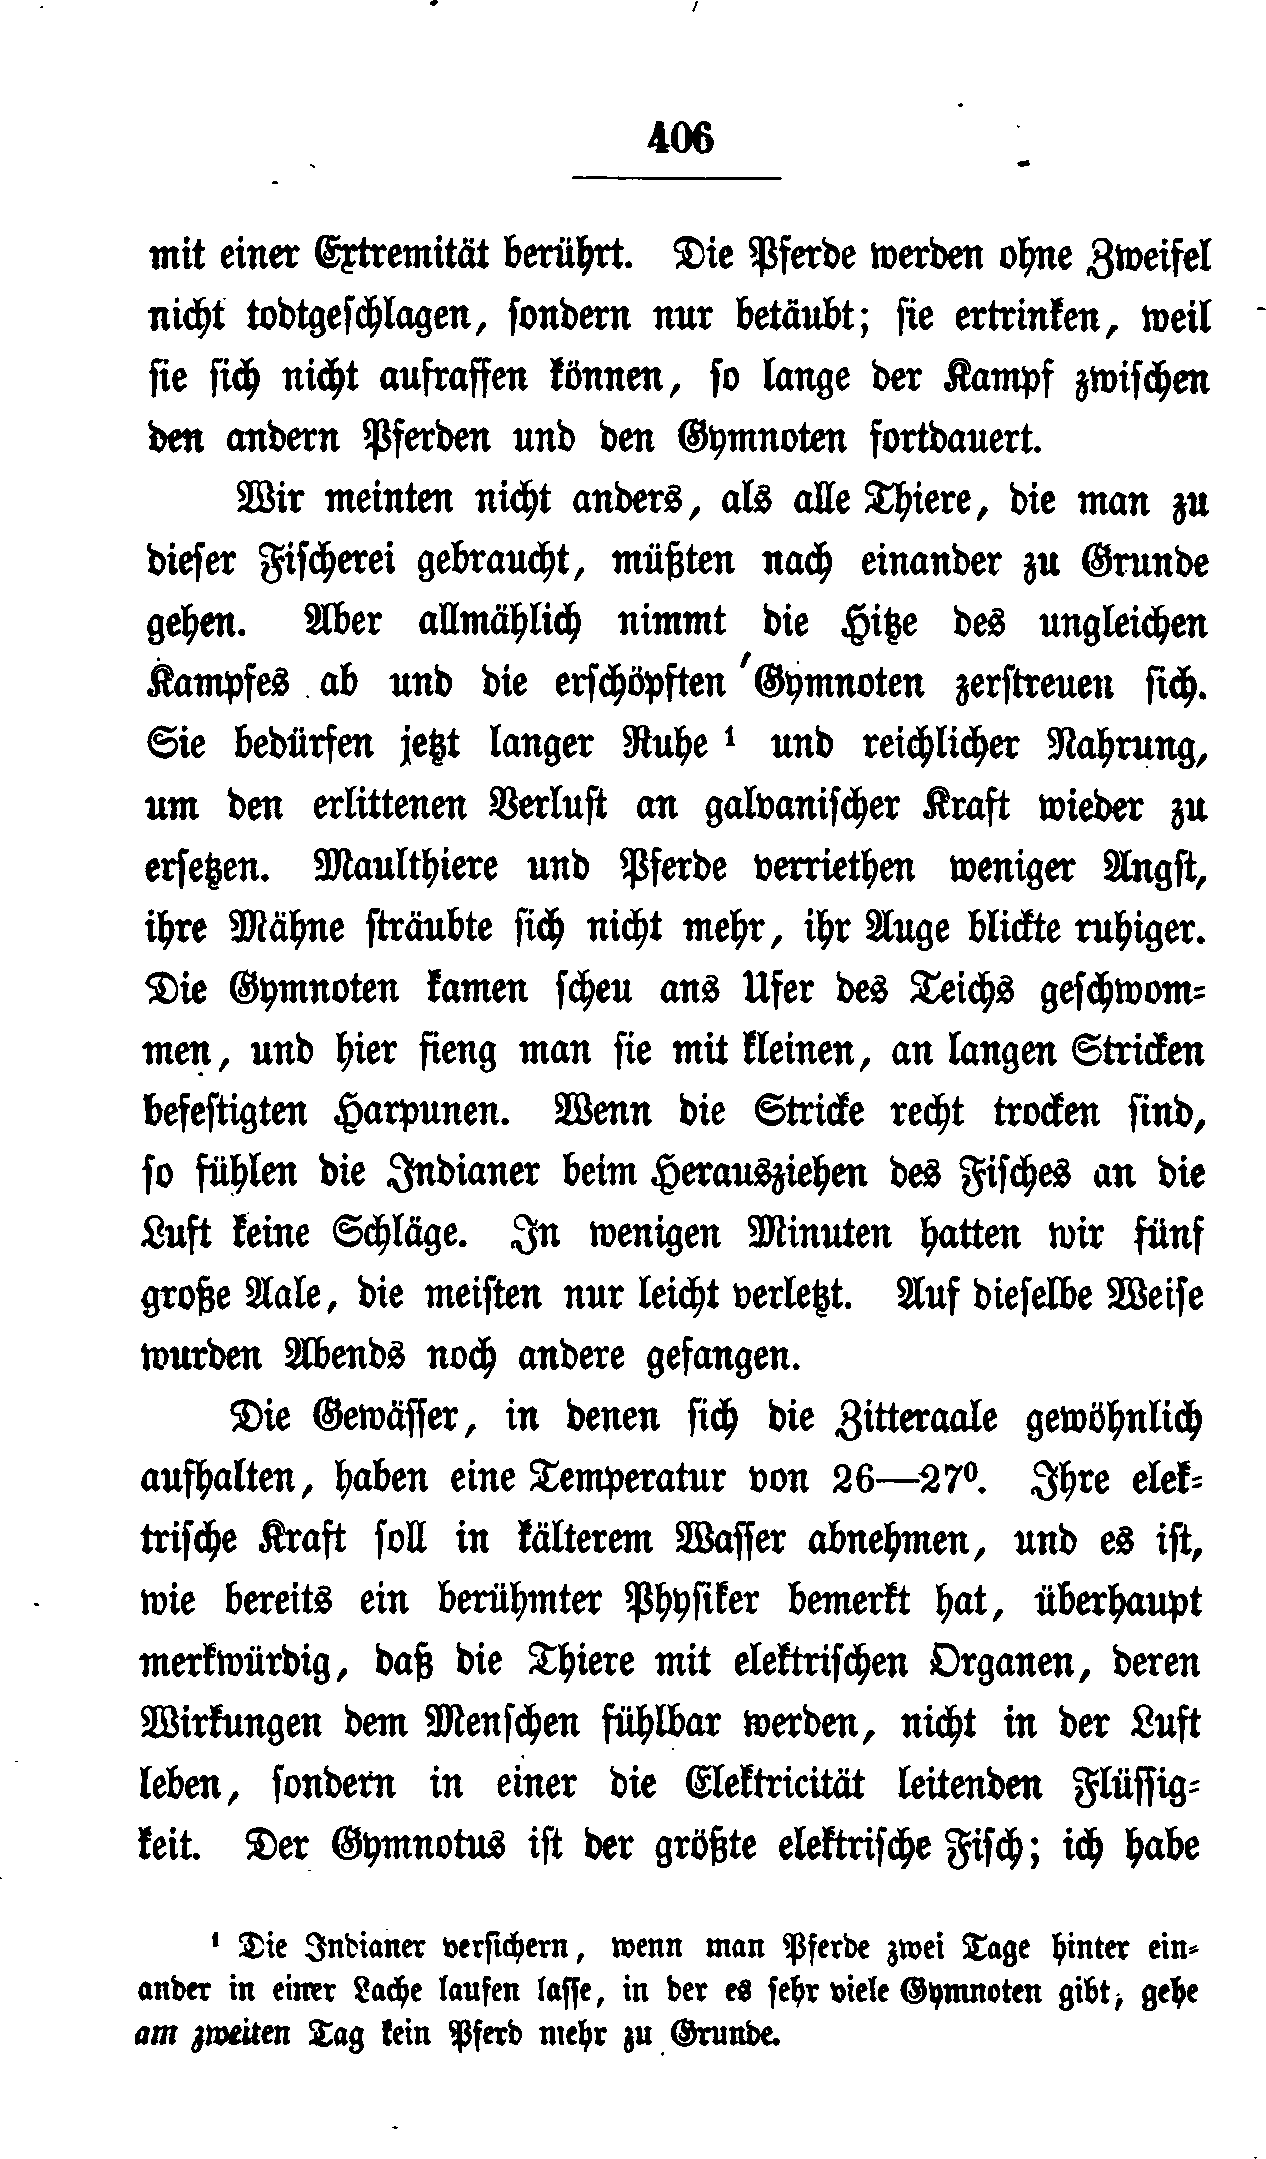 406
mit einer Extremität berührt. Die Pferde werden ohne Zweifel
nicht todtgeschlagen, sondern nur betäubt; sie ertrinken, weil
sie sich nicht aufraffen können, so lange der Kampf zwischen
den andern Pferden und den Gymnoten fortdauert.
Wir meinten nicht anders, als alle Thiere, die man zu
dieser Fischerei gebraucht, müßten nach einander zu Grunde
gehen. Aber allmählich nimmt die Hitze des ungleichen
Kampfes ab und die erschöpften Gymnoten zerstreuen sich.
Sie bedürfen jetzt langer Ruhe ¹ und reichlicher Nahrung,
um den erlittenen Verlust an galvanischer Kraft wieder zu
ersetzen. Maulthiere und Pferde verriethen weniger Angst,
ihre Mähne sträubte sich nicht mehr, ihr Auge blickte ruhiger.
Die Gymnoten kamen scheu ans Ufer des Teichs geschwom-
men, und hier fieng man sie mit kleinen, an langen Stricken
befestigten Harpunen. Wenn die Stricke recht trocken sind,
so fühlen die Indianer beim Herausziehen des Fisches an die
Luft keine Schläge. In wenigen Minuten hatten wir fünf
große Aale, die meisten nur leicht verletzt. Auf dieselbe Weise
wurden Abends noch andere gefangen.
Die Gewässer, in denen sich die Zitteraale gewöhnlich
aufhalten, haben eine Temperatur von 26—27⁰. Ihre elek-
trische Kraft soll in kälterem Wasser abnehmen, und es ist,
wie bereits ein berühmter Physiker bemerkt hat, überhaupt
merkwürdig, daß die Thiere mit elektrischen Organen, deren
Wirkungen dem Menschen fühlbar werden, nicht in der Luft
leben, sondern in einer die Elektricität leitenden Flüssig-
keit. Der Gymnotus ist der größte elektrische Fisch; ich habe
¹ Die Indianer versichern, wenn man Pferde zwei Tage hinter ein-
ander in einer Lache laufen lasse, in der es sehr viele Gymnoten gibt, gehe
am zweiten Tag kein Pferd mehr zu Grunde.